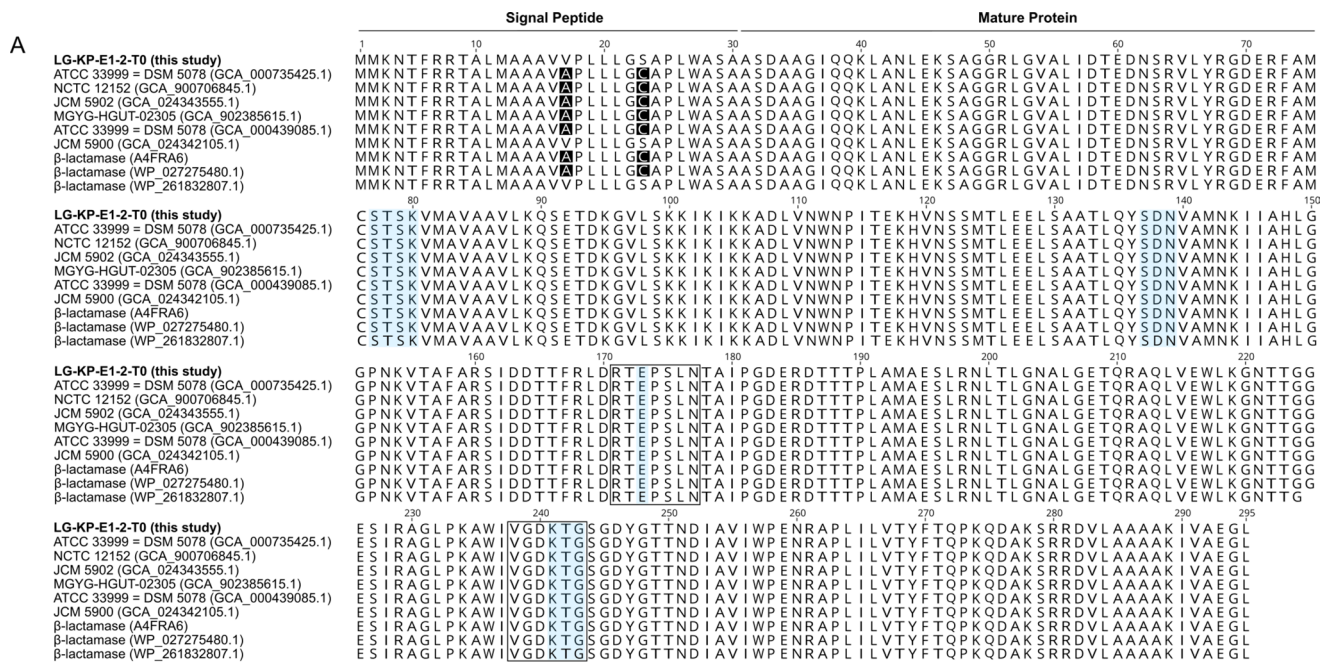 A
Signal Peptide Mature Protein
1 10 20 30 40 50 60 70
LG-KP-E1-2-T0 (this study) MMKNTFRRTALMAAAVVPLLLGSAPLWASAASDAAGIQQKLANLEKSAGGRLGVALIDTEDNSRVLYRGDERFAM
ATCC 33999 = DSM 5078 (GCA_000735425.1) MMKNTFRRTALMAAAVAPLLLGCAPLWASAASDAAGIQQKLANLEKSAGGRLGVALIDTEDNSRVLYRGDERFAM
NCTC 12152 (GCA_900706845.1) MMKNTFRRTALMAAAVAPLLLGCAPLWASAASDAAGIQQKLANLEKSAGGRLGVALIDTEDNSRVLYRGDERFAM
JCM 5902 (GCA_024343555.1) MMKNTFRRTALMAAAVAPLLLGCAPLWASAASDAAGIQQKLANLEKSAGGRLGVALIDTEDNSRVLYRGDERFAM
MGYG-HGUT-02305 (GCA_902385615.1) MMKNTFRRTALMAAAVAPLLLGCAPLWASAASDAAGIQQKLANLEKSAGGRLGVALIDTEDNSRVLYRGDERFAM
ATCC 33999 = DSM 5078 (GCA_000439085.1) MMKNTFRRTALMAAAVAPLLLGCAPLWASAASDAAGIQQKLANLEKSAGGRLGVALIDTEDNSRVLYRGDERFAM
JCM 5900 (GCA_024342105.1) MMKNTFRRTALMAAAVVPLLLGSAPLWASAASDAAGIQQKLANLEKSAGGRLGVALIDTEDNSRVLYRGDERFAM
β-lactamase (A4FRA6) MMKNTFRRTALMAAAVAPLLLGCAPLWASAASDAAGIQQKLANLEKSAGGRLGVALIDTEDNSRVLYRGDERFAM
β-lactamase (WP_027275480.1) MMKNTFRRTALMAAAVAPLLLGCAPLWASAASDAAGIQQKLANLEKSAGGRLGVALIDTEDNSRVLYRGDERFAM
β-lactamase (WP_261832807.1) MMKNTFRRTALMAAAVVPLLLGSAPLWASAASDAAGIQQKLANLEKSAGGRLGVALIDTEDNSRVLYRGDERFAM
80 90 100 110 120 130 140 150
LG-KP-E1-2-T0 (this study) CSTSKVMAVAAVLKQSETDKGVLSKKIKIKKADLVNWNPITEKHVNSSMTLEELSAATLQYSDNVAMNKIIAHLG
ATCC 33999 = DSM 5078 (GCA_000735425.1) CSTSKVMAVAAVLKQSETDKGVLSKKIKIKKADLVNWNPITEKHVNSSMTLEELSAATLQYSDNVAMNKIIAHLG
NCTC 12152 (GCA_900706845.1) CSTSKVMAVAAVLKQSETDKGVLSKKIKIKKADLVNWNPITEKHVNSSMTLEELSAATLQYSDNVAMNKIIAHLG
JCM 5902 (GCA_024343555.1) CSTSKVMAVAAVLKQSETDKGVLSKKIKIKKADLVNWNPITEKHVNSSMTLEELSAATLQYSDNVAMNKIIAHLG
MGYG-HGUT-02305 (GCA_902385615.1) CSTSKVMAVAAVLKQSETDKGVLSKKIKIKKADLVNWNPITEKHVNSSMTLEELSAATLQYSDNVAMNKIIAHLG
ATCC 33999 = DSM 5078 (GCA_000439085.1) CSTSKVMAVAAVLKQSETDKGVLSKKIKIKKADLVNWNPITEKHVNSSMTLEELSAATLQYSDNVAMNKIIAHLG
JCM 5900 (GCA_024342105.1) CSTSKVMAVAAVLKQSETDKGVLSKKIKIKKADLVNWNPITEKHVNSSMTLEELSAATLQYSDNVAMNKIIAHLG
β-lactamase (A4FRA6) CSTSKVMAVAAVLKQSETDKGVLSKKIKIKKADLVNWNPITEKHVNSSMTLEELSAATLQYSDNVAMNKIIAHLG
β-lactamase (WP_027275480.1) CSTSKVMAVAAVLKQSETDKGVLSKKIKIKKADLVNWNPITEKHVNSSMTLEELSAATLQYSDNVAMNKIIAHLG
β-lactamase (WP_261832807.1) CSTSKVMAVAAVLKQSETDKGVLSKKIKIKKADLVNWNPITEKHVNSSMTLEELSAATLQYSDNVAMNKIIAHLG
160 170 180 190 200 210 220
LG-KP-E1-2-T0 (this study) GPNKVTAFARSIDDTTFRLDRTEPSLNTAIPGDERDTTTPLAMAESLRNLTLGNALGETQRAQLVEWLKGNTTGG
ATCC 33999 = DSM 5078 (GCA_000735425.1) GPNKVTAFARSIDDTTFRLDRTEPSLNTAIPGDERDTTTPLAMAESLRNLTLGNALGETQRAQLVEWLKGNTTGG
NCTC 12152 (GCA_900706845.1) GPNKVTAFARSIDDTTFRLDRTEPSLNTAIPGDERDTTTPLAMAESLRNLTLGNALGETQRAQLVEWLKGNTTGG
JCM 5902 (GCA_024343555.1) GPNKVTAFARSIDDTTFRLDRTEPSLNTAIPGDERDTTTPLAMAESLRNLTLGNALGETQRAQLVEWLKGNTTGG
MGYG-HGUT-02305 (GCA_902385615.1) GPNKVTAFARSIDDTTFRLDRTEPSLNTAIPGDERDTTTPLAMAESLRNLTLGNALGETQRAQLVEWLKGNTTGG
ATCC 33999 = DSM 5078 (GCA_000439085.1) GPNKVTAFARSIDDTTFRLDRTEPSLNTAIPGDERDTTTPLAMAESLRNLTLGNALGETQRAQLVEWLKGNTTGG
JCM 5900 (GCA_024342105.1) GPNKVTAFARSIDDTTFRLDRTEPSLNTAIPGDERDTTTPLAMAESLRNLTLGNALGETQRAQLVEWLKGNTTGG
β-lactamase (A4FRA6) GPNKVTAFARSIDDTTFRLDRTEPSLNTAIPGDERDTTTPLAMAESLRNLTLGNALGETQRAQLVEWLKGNTTGG
β-lactamase (WP_027275480.1) GPNKVTAFARSIDDTTFRLDRTEPSLNTAIPGDERDTTTPLAMAESLRNLTLGNALGETQRAQLVEWLKGNTTGG
β-lactamase (WP_261832807.1) GPNKVTAFARSIDDTTFRLDRTEPSLNTAIPGDERDTTTPLAMAESLRNLTLGNALGETQRAQLVEWLKGNTTG
230 240 250 260 270 280 290 295
LG-KP-E1-2-T0 (this study) ESIRAGLPKAWIVGDKTGSGDYGTTNDIAVIWPENRAPLILVTYFTQPKQDAKSRRDVLAAAAKIVAEGL
ATCC 33999 = DSM 5078 (GCA_000735425.1) ESIRAGLPKAWIVGDKTGSGDYGTTNDIAVIWPENRAPLILVTYFTQPKQDAKSRRDVLAAAAKIVAEGL
NCTC 12152 (GCA_900706845.1) ESIRAGLPKAWIVGDKTGSGDYGTTNDIAVIWPENRAPLILVTYFTQPKQDAKSRRDVLAAAAKIVAEGL
JCM 5902 (GCA_024343555.1) ESIRAGLPKAWIVGDKTGSGDYGTTNDIAVIWPENRAPLILVTYFTQPKQDAKSRRDVLAAAAKIVAEGL
MGYG-HGUT-02305 (GCA_902385615.1) ESIRAGLPKAWIVGDKTGSGDYGTTNDIAVIWPENRAPLILVTYFTQPKQDAKSRRDVLAAAAKIVAEGL
ATCC 33999 = DSM 5078 (GCA_000439085.1) ESIRAGLPKAWIVGDKTGSGDYGTTNDIAVIWPENRAPLILVTYFTQPKQDAKSRRDVLAAAAKIVAEGL
JCM 5900 (GCA_024342105.1) ESIRAGLPKAWIVGDKTGSGDYGTTNDIAVIWPENRAPLILVTYFTQPKQDAKSRRDVLAAAAKIVAEGL
β-lactamase (A4FRA6) ESIRAGLPKAWIVGDKTGSGDYGTTNDIAVIWPENRAPLILVTYFTQPKQDAKSRRDVLAAAAKIVAEGL
β-lactamase (WP_027275480.1) ESIRAGLPKAWIVGDKTGSGDYGTTNDIAVIWPENRAPLILVTYFTQPKQDAKSRRDVLAAAAKIVAEGL
β-lactamase (WP_261832807.1) ESIRAGLPKAWIVGDKTGSGDYGTTNDIAVIWPENRAPLILVTYFTQPKQDAKSRRDVLAAAAKIVAEGL